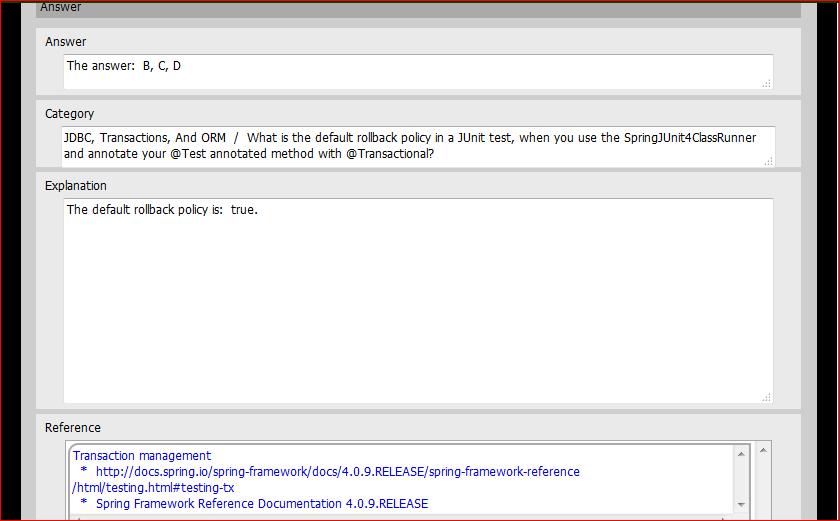 Answer
Answer
The answer:  B, C, D
Category
JDBC, Transactions, And ORM  /  What is the default rollback policy in a JUnit test, when you use the SpringJUnit4ClassRunner
and annotate your @Test annotated method with @Transactional?
Explanation
The default rollback policy is:  true.
Reference
Transaction management
*  http://docs.spring.io/spring-framework/docs/4.0.9.RELEASE/spring-framework-reference
/html/testing.html#testing-tx
*  Spring Framework Reference Documentation 4.0.9.RELEASE